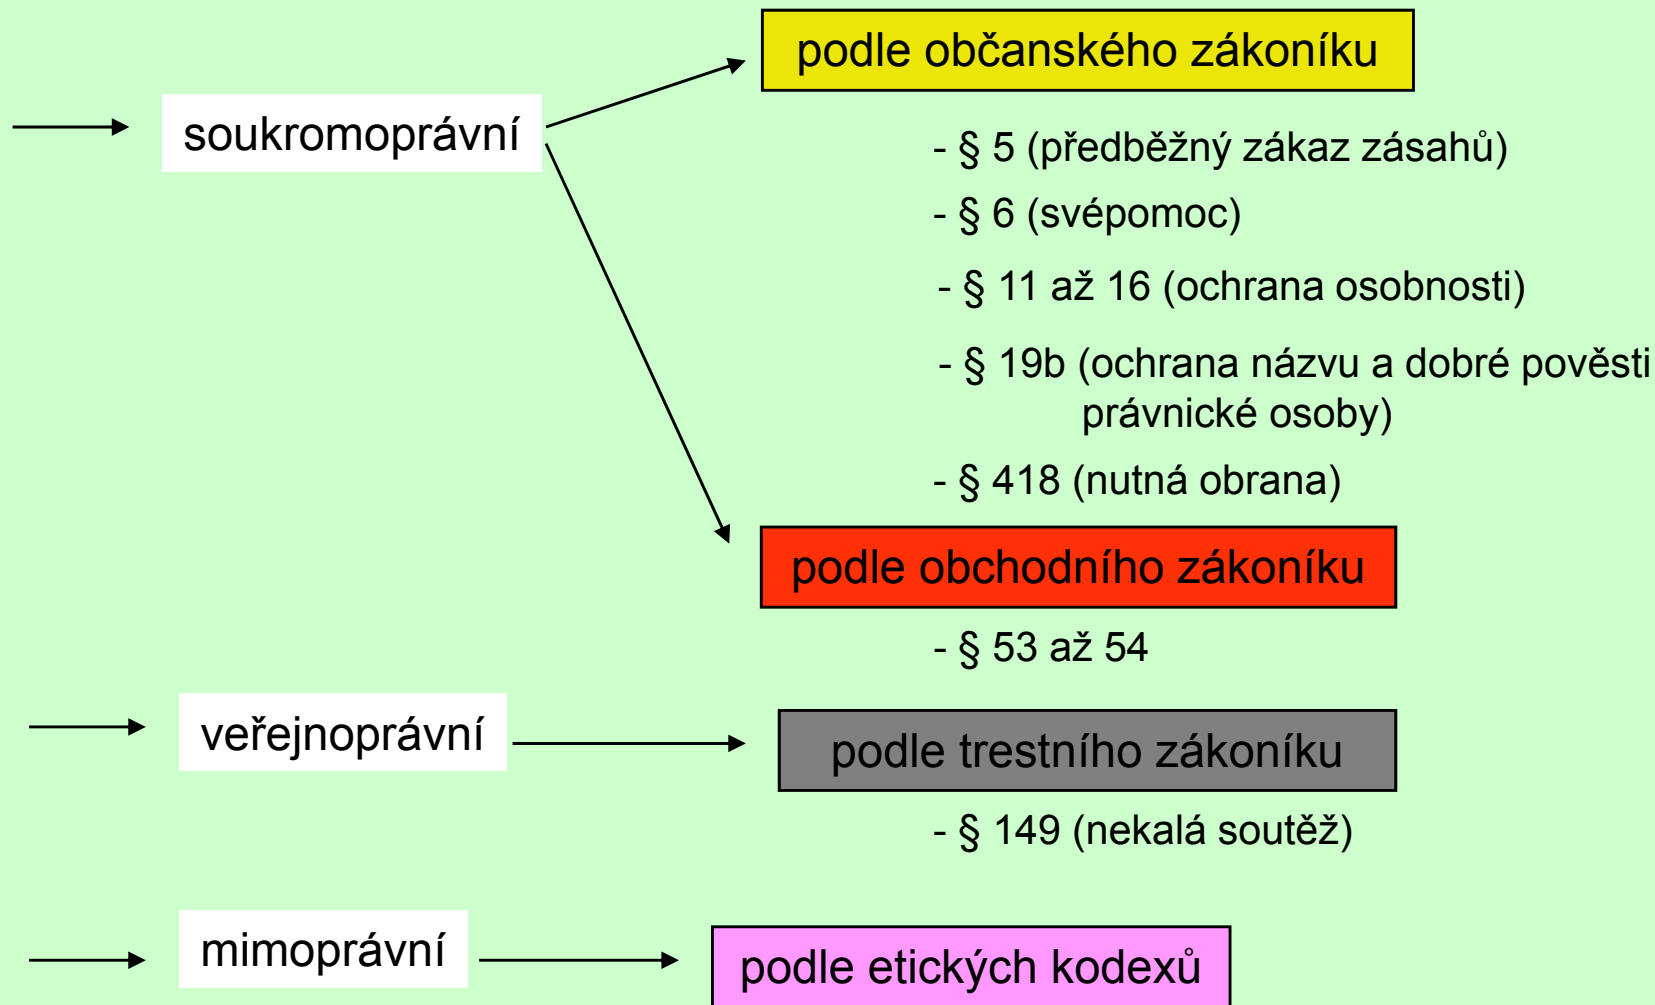 podle občanského zákoníku
soukromoprávní
- § 5 (předběžný zákaz zásahů)
- § 6 (svépomoc)
- § 11 až 16 (ochrana osobnosti)
- § 19b (ochrana názvu a dobré pověsti
právnické osoby)
- § 418 (nutná obrana)
podle obchodního zákoníku
- § 53 až 54
veřejnoprávní
podle trestního zákoníku
- § 149 (nekalá soutěž)
mimoprávní
podle etických kodexů